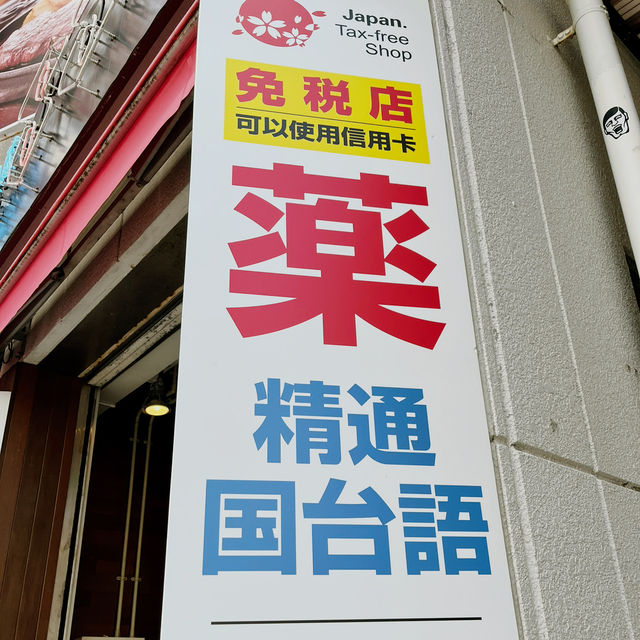 Japan.
Tax-free
Shop
免税店
可以使用信用卡
薬
精通
国台語